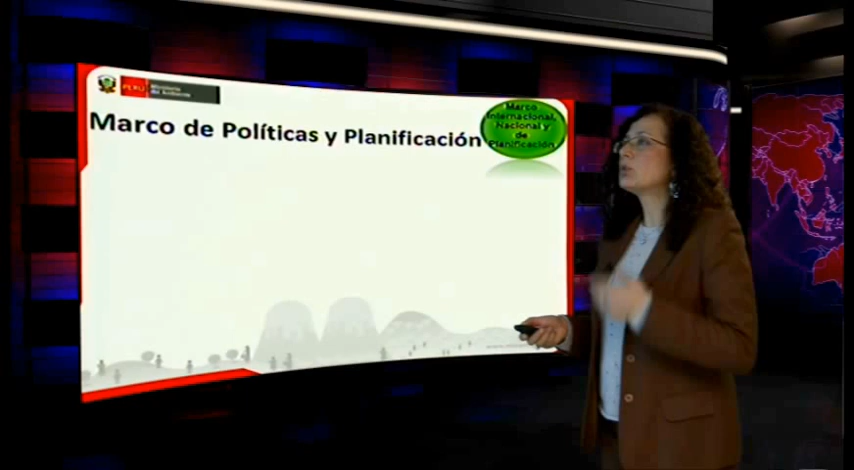 PERÚ
Ministerio
del Ambiente
Marco de Políticas y Planificación
Marco
Internacional,
Nacional y
de
Planificación